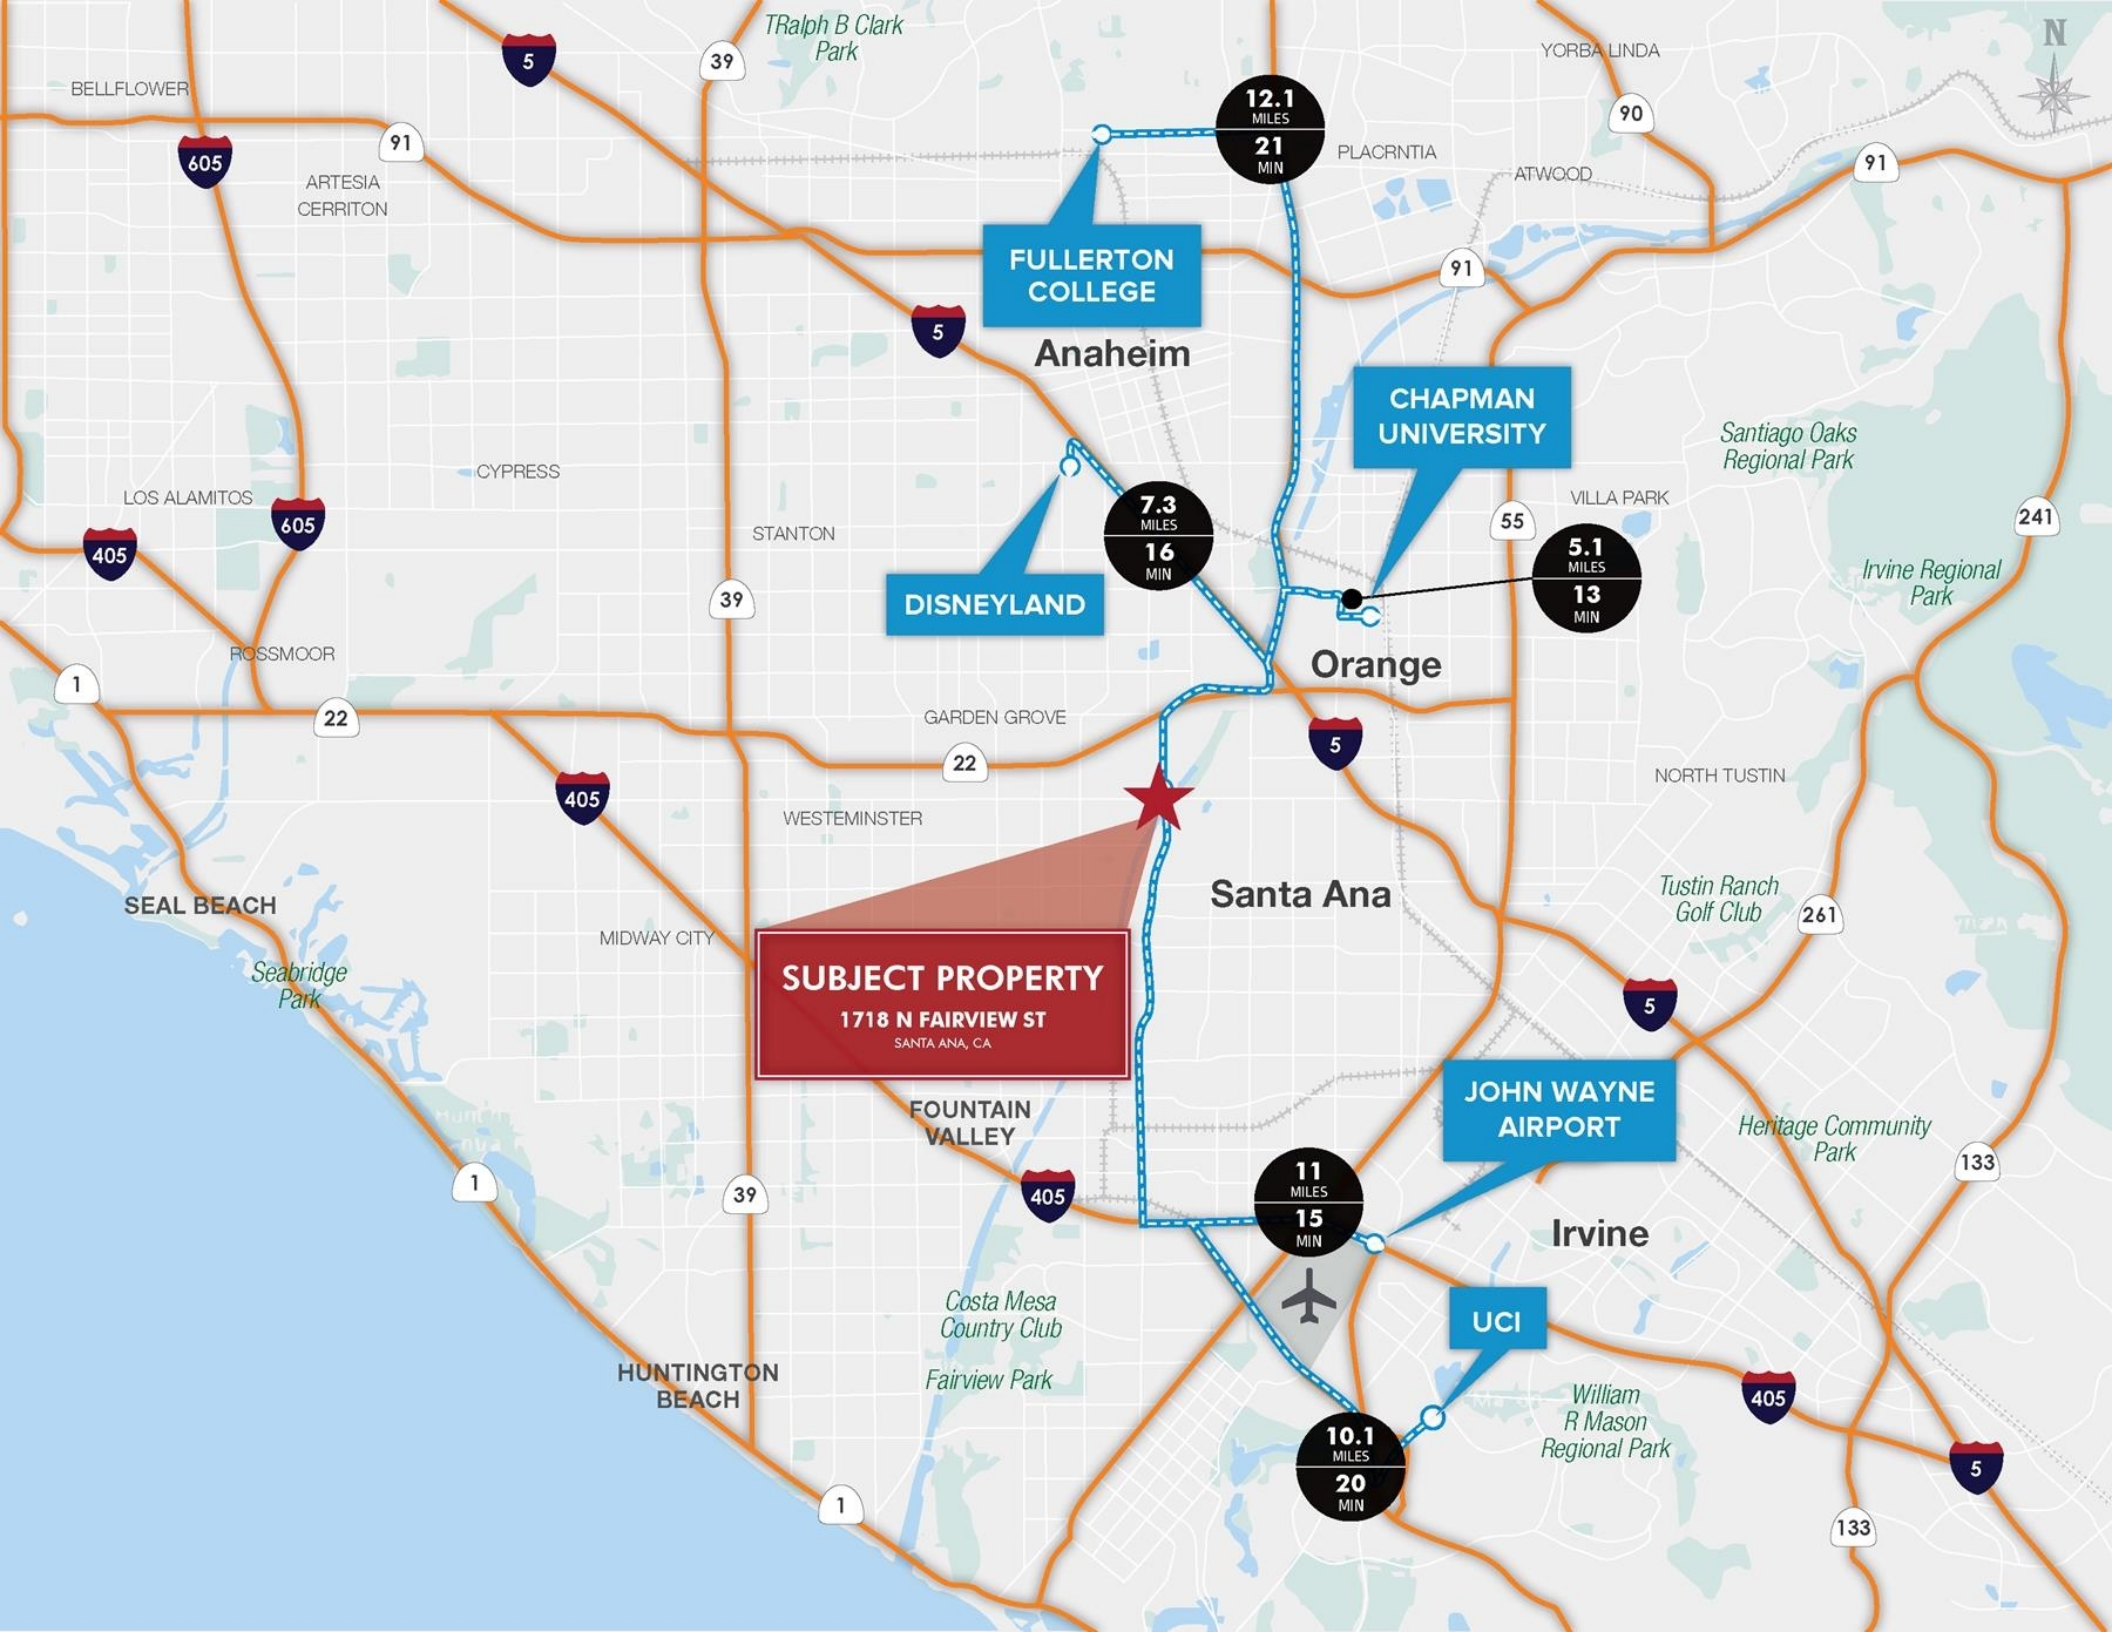 TRalph B Clark
Park
N
YORBA LINDA
5
39
BELLFLOWER
12.1
MILES
21
MIN
90
91
605
PLACRNTIA
91
ATWOOD
ARTESIA
CERRITON
FULLERTON
COLLEGE
91
5
Anaheim
CHAPMAN
UNIVERSITY
Santiago Oaks
Regional Park
CYPRESS
LOS ALAMITOS
VILLA PARK
7.3
MILES
16
MIN
605
405
STANTON
55
241
5.1
MILES
13
MIN
Irvine Regional
Park
39
DISNEYLAND
ROSSMOOR
Orange
1
22
GARDEN GROVE
5
22
NORTH TUSTIN
405
WESTEMINSTER
SEAL BEACH
Santa Ana
Tustin Ranch
Golf Club
261
MIDWAY CITY
Seabridge
Park
SUBJECT PROPERTY
1718 N FAIRVIEW ST
SANTA ANA, CA
5
JOHN WAYNE
AIRPORT
FOUNTAIN
VALLEY
Heritage Community
Park
133
11
MILES
15
MIN
1
39
405
Irvine
Costa Mesa
Country Club
UCI
Fairview Park
HUNTINGTON
BEACH
William
R Mason
Regional Park
405
10.1
MILES
20
MIN
5
1
133